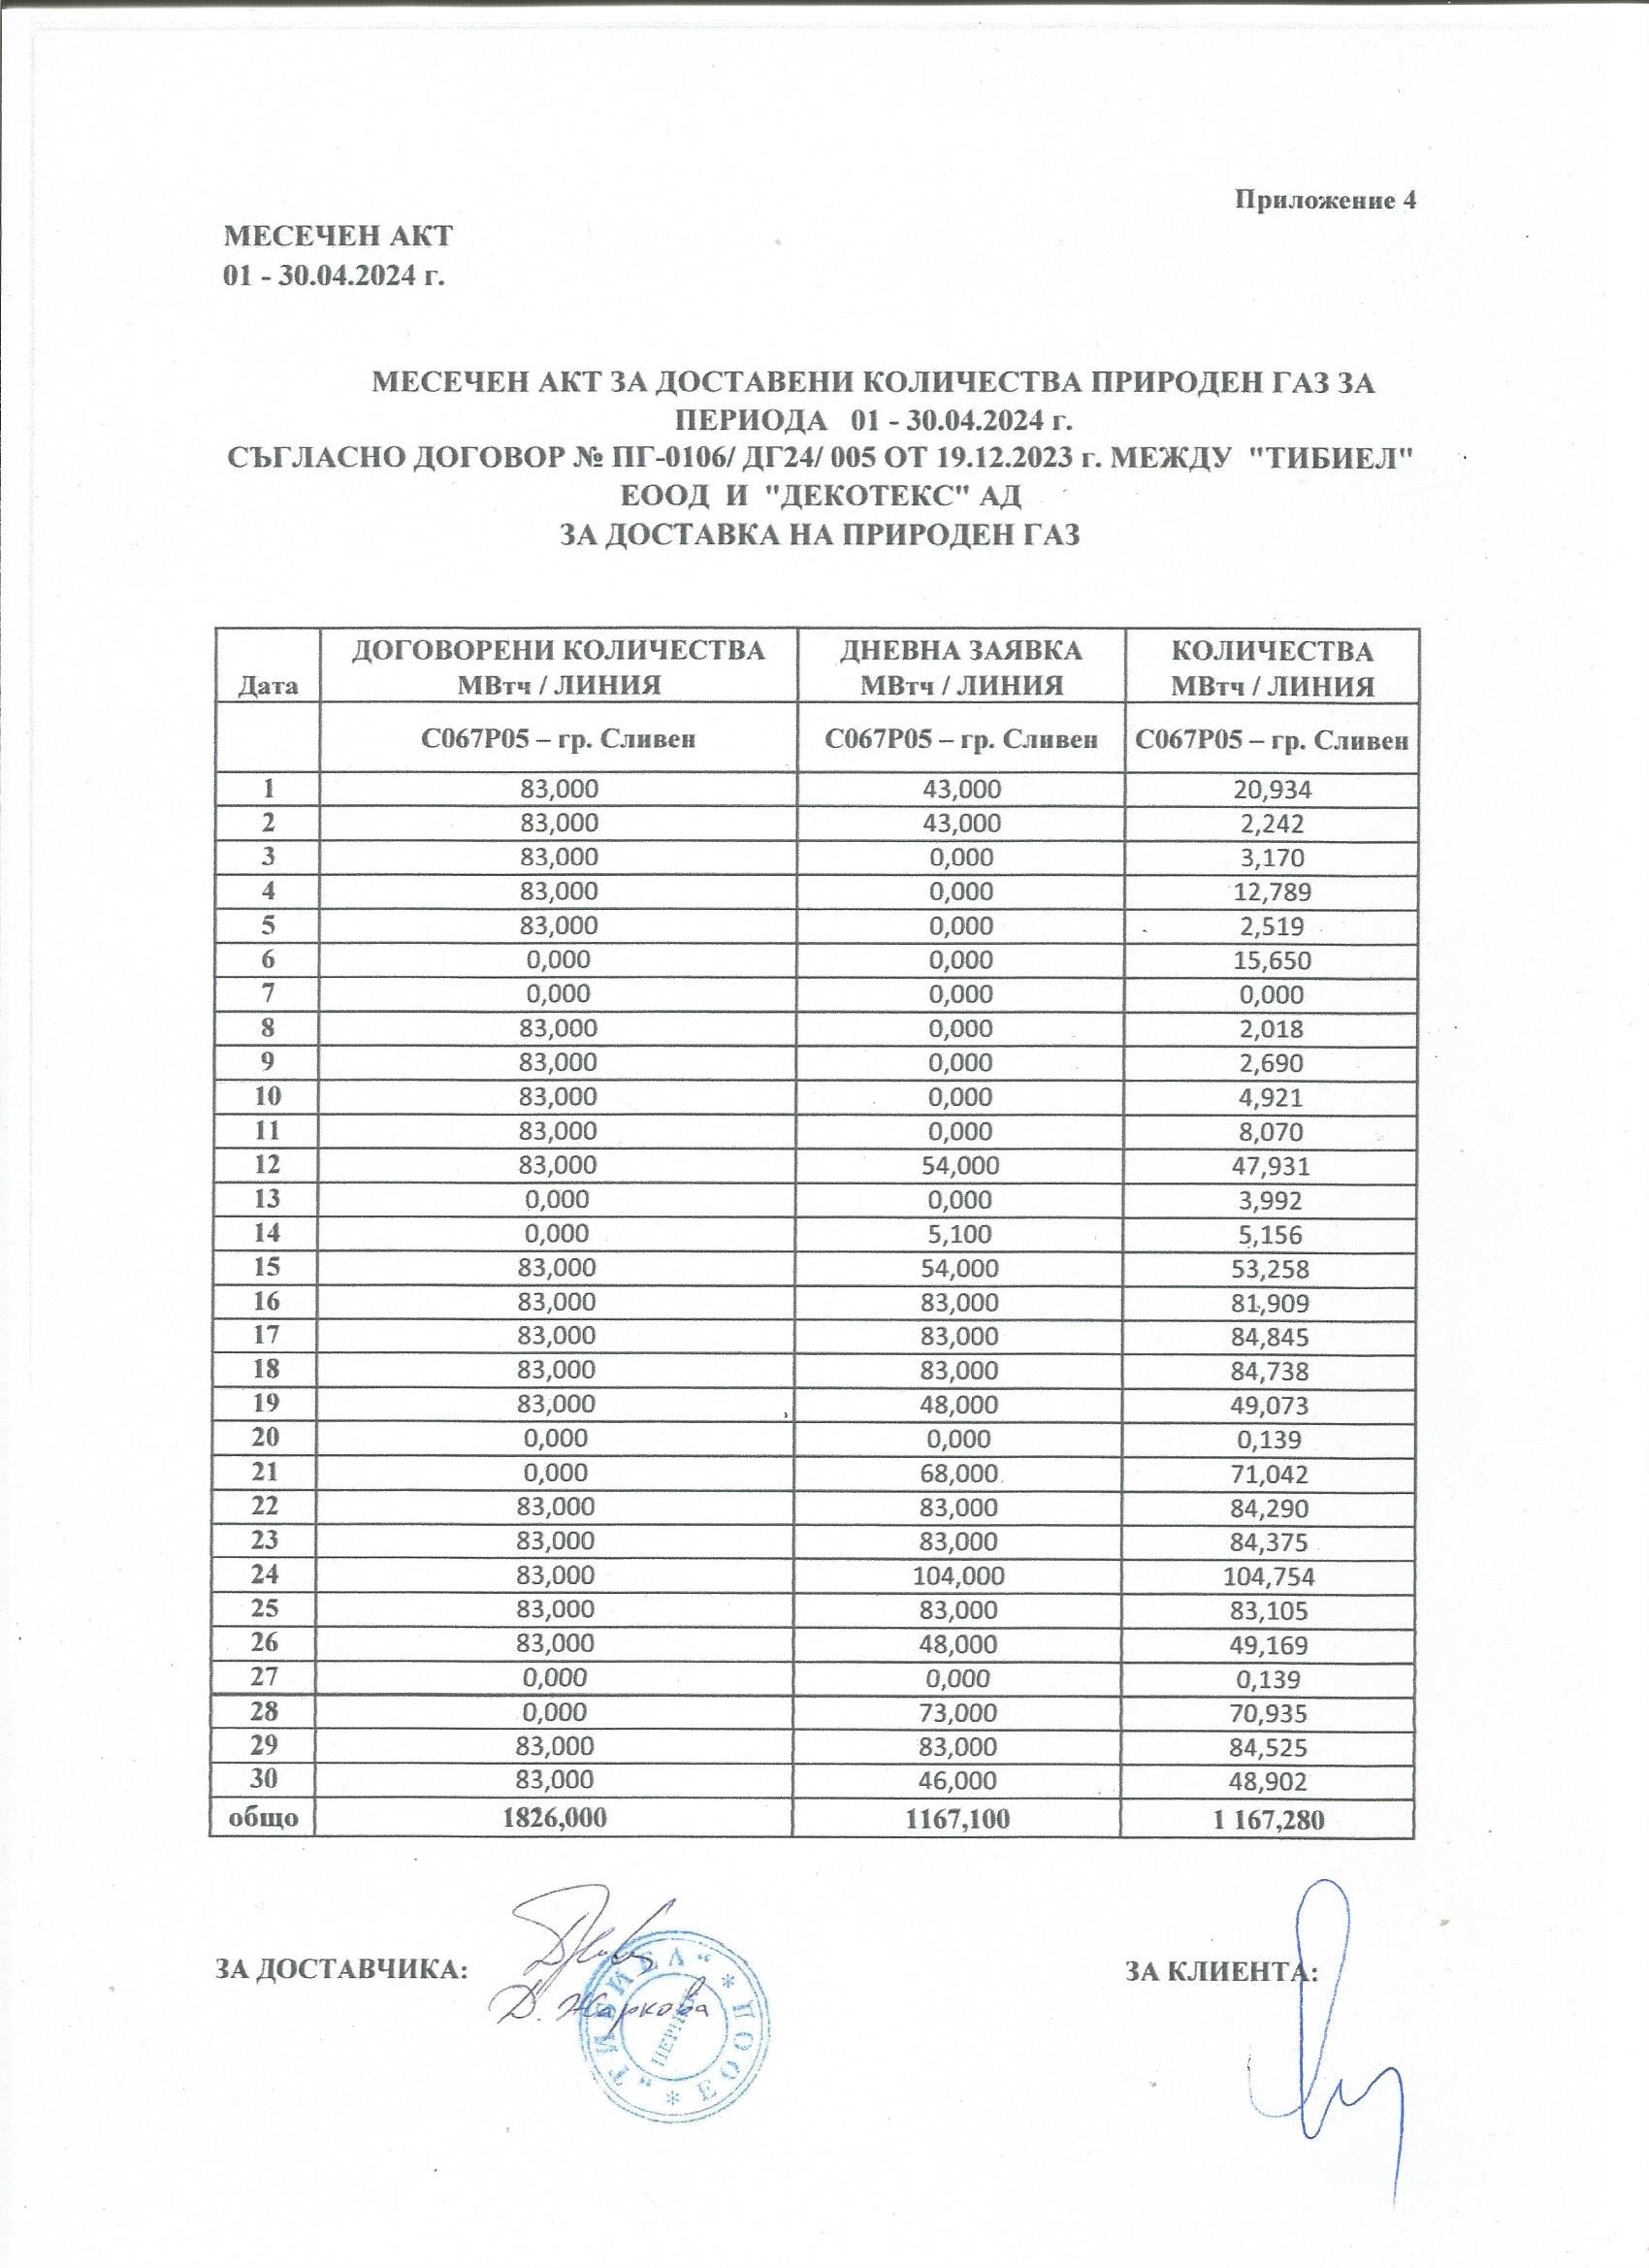 Приложение 4
МЕСЕЧЕН АКТ
01 - 30.04.2024 г.
МЕСЕЧЕН АКТ ЗА ДОСТАВЕНИ КОЛИЧЕСТВА ПРИРОДЕН ГАЗ ЗА
ПЕРИОДА 01 - 30.04.2024 г.
СЪГЛАСНО ДОГОВОР № ПГ-0106/ ДГ24/ 005 ОТ 19.12.2023 г. МЕЖДУ "ТИБИЕЛ"
ЕООД И "ДЕКОТЕКС" АД
ЗА ДОСТАВКА НА ПРИРОДЕН ГАЗ
Дата ДОГОВОРЕНИ КОЛИЧЕСТВА МВтч / ЛИНИЯ ДНЕВНА ЗАЯВКА МВтч / ЛИНИЯ КОЛИЧЕСТВА МВтч / ЛИНИЯ
С067Р05 – гр. Сливен С067Р05 – гр. Сливен С067Р05 – гр. Сливен
1 83,000 43,000 20,934
2 83,000 43,000 2,242
3 83,000 0,000 3,170
4 83,000 0,000 12,789
5 83,000 0,000 2,519
6 0,000 0,000 15,650
7 0,000 0,000 0,000
8 83,000 0,000 2,018
9 83,000 0,000 2,690
10 83,000 0,000 4,921
11 83,000 0,000 8,070
12 83,000 54,000 47,931
13 0,000 0,000 3,992
14 0,000 5,100 5,156
15 83,000 54,000 53,258
16 83,000 83,000 81,909
17 83,000 83,000 84,845
18 83,000 83,000 84,738
19 83,000 48,000 49,073
20 0,000 0,000 0,139
21 0,000 68,000 71,042
22 83,000 83,000 84,290
23 83,000 83,000 84,375
24 83,000 104,000 104,754
25 83,000 83,000 83,105
26 83,000 48,000 49,169
27 0,000 0,000 0,139
28 0,000 73,000 70,935
29 83,000 83,000 84,525
30 83,000 46,000 48,902
общо 1826,000 1167,100 1 167,280
ЗА ДОСТАВЧИКА:
ЗА КЛИЕНТА:
Д. Жаркова
"ТИБИЕЛ" * ЕООД *
ПЕРНИК